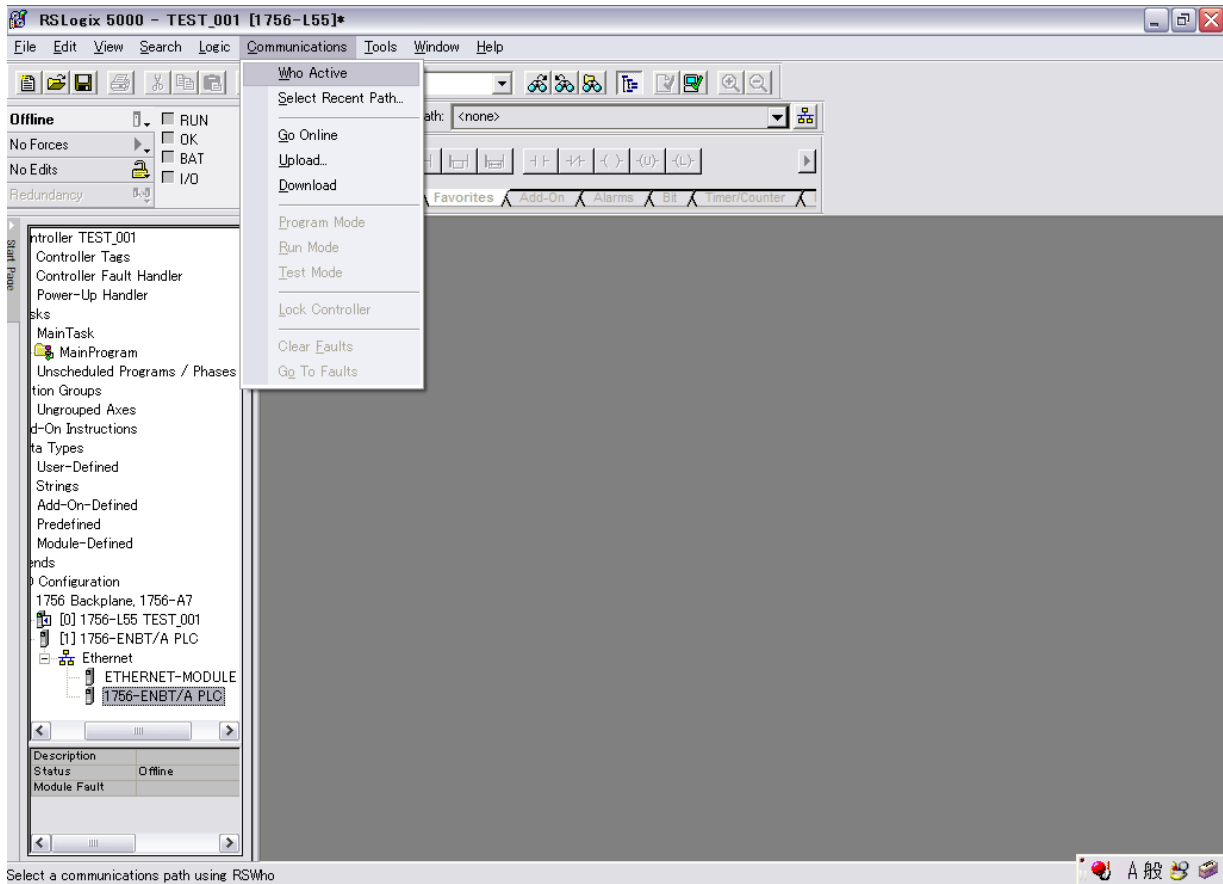 RSLogix 5000 - TEST_001 [1756-L55]*
File Edit View Search Logic Communications Tools Window Help
Who Active
Select Recent Path...
Go Online
Upload...
Download
Program Mode
Run Mode
Test Mode
Lock Controller
Clear Faults
Go To Faults
Offline
RUN
No Forces
OK
BAT
No Edits
I/O
Redundancy
ath: <none>
Favorites Add-On Alarms Bit Timer/Counter
Start Page
ntroller TEST_001
Controller Tags
Controller Fault Handler
Power-Up Handler
sks
MainTask
MainProgram
Unscheduled Programs / Phases
tion Groups
Ungrouped Axes
d-On Instructions
ta Types
User-Defined
Strings
Add-On-Defined
Predefined
Module-Defined
ends
Configuration
1756 Backplane, 1756-A7
[0] 1756-L55 TEST_001
[1] 1756-ENBT/A PLC
Ethernet
ETHERNET-MODULE
1756-ENBT/A PLC
Description
Status Offline
Module Fault
Select a communications path using RSWho
A 般